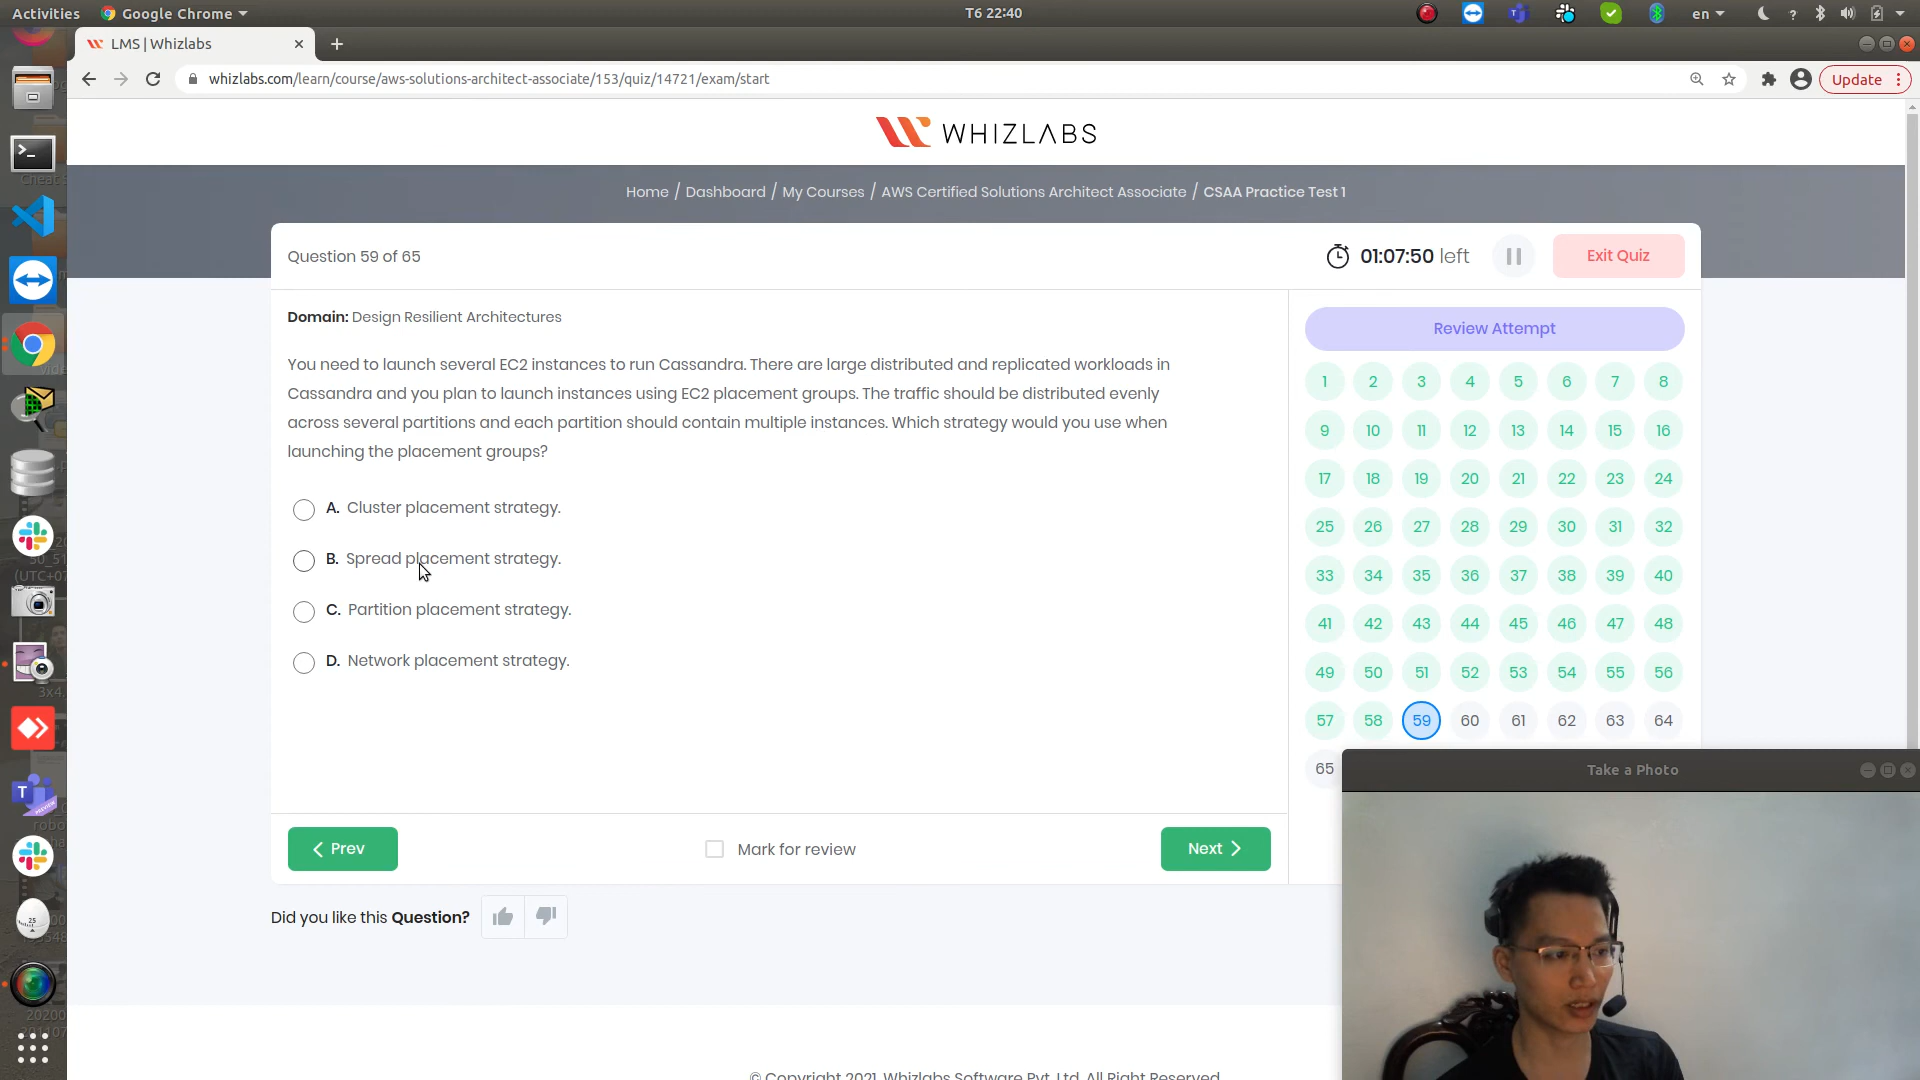 Activities
Google Chrome
T6 22:40
en
LMS | Whizlabs
whizlabs.com/learn/course/aws-solutions-architect-associate/153/quiz/14721/exam/start
Update
WHIZLABS
Home / Dashboard / My Courses / AWS Certified Solutions Architect Associate / CSAA Practice Test 1
Question 59 of 65
01:07:50 left
Exit Quiz
Domain: Design Resilient Architectures
You need to launch several EC2 instances to run Cassandra. There are large distributed and replicated workloads in
Cassandra and you plan to launch instances using EC2 placement groups. The traffic should be distributed evenly
across several partitions and each partition should contain multiple instances. Which strategy would you use when
launching the placement groups?
A. Cluster placement strategy.
B. Spread placement strategy.
C. Partition placement strategy.
D. Network placement strategy.
Prev
Mark for review
Next
Review Attempt
1 2 3 4 5 6 7 8
9 10 11 12 13 14 15 16
17 18 19 20 21 22 23 24
25 26 27 28 29 30 31 32
33 34 35 36 37 38 39 40
41 42 43 44 45 46 47 48
49 50 51 52 53 54 55 56
57 58 59 60 61 62 63 64
65
Take a Photo
Did you like this Question?
© Copyright 2021. Whizlabs Software Pvt. Ltd. All Right Reserved